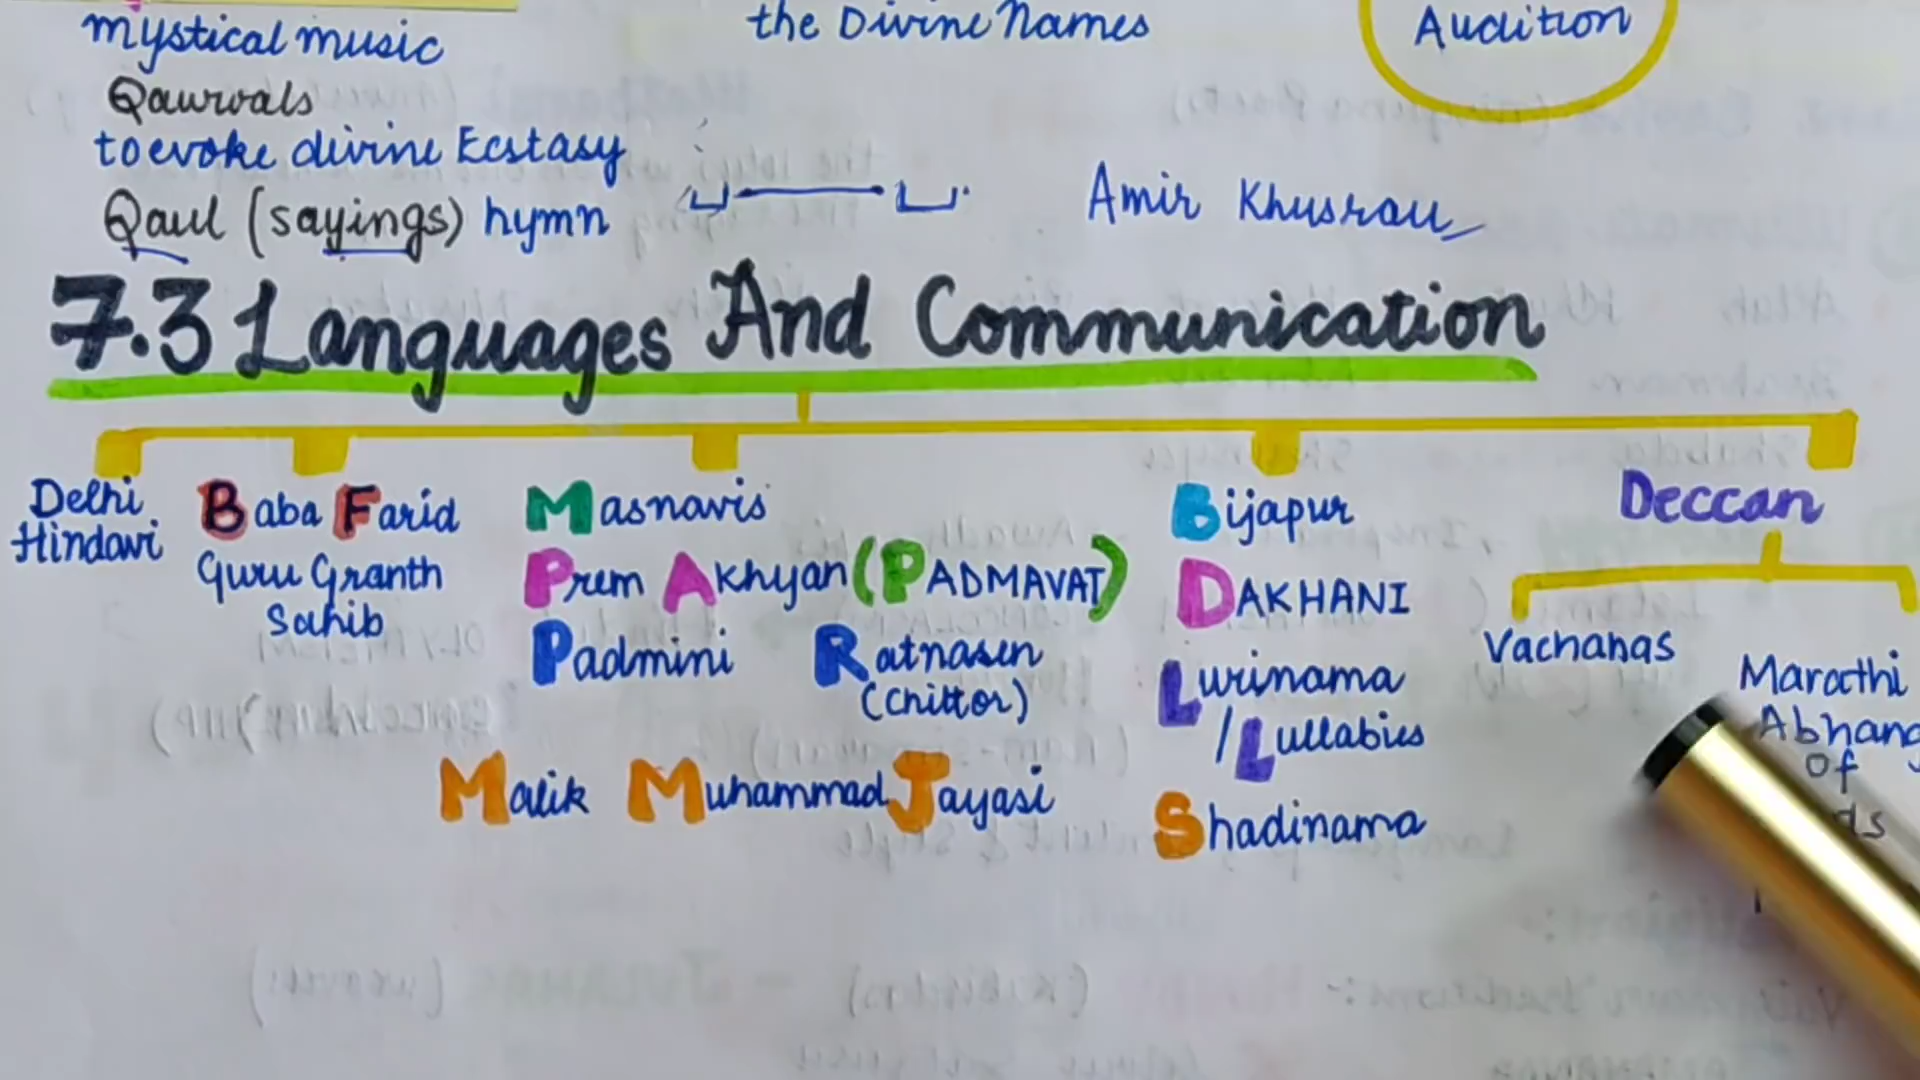 mystical music
the Divine Names
Audition
Qawwals
to evoke divine Ecstasy
Qaul (sayings) hymn
Amir Khusrau
7.3 Languages And Communication
Delhi
Hindavi
Baba Farid
Guru Granth
Sahib
Masnavis
Prem Akhyan (PADMAVAT)
Padmini Ratnasen
(Chittor)
Malik Muhammad Jayasi
Bijapur
DAKHANI
Lurinama
/Lullabies
Shadinama
Deccan
Vachanas
Marathi
Abhang
Of